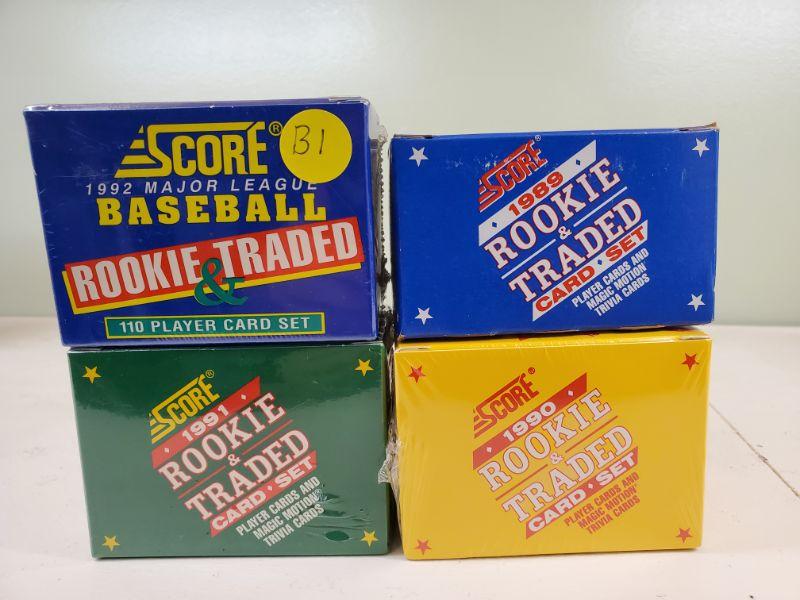 SCORE®
B1
1992 MAJOR LEAGUE
BASEBALL
ROOKIE & TRADED
110 PLAYER CARD SET
SCORE
1989
ROOKIE
&
TRADED
CARD • SET
PLAYER CARDS AND
MAGIC MOTION®
TRIVIA CARDS
SCORE®
1991
ROOKIE
&
TRADED
CARD • SET
PLAYER CARDS AND
MAGIC MOTION®
TRIVIA CARDS
SCORE®
1990
ROOKIE
&
TRADED
CARD • SET
PLAYER CARDS AND
MAGIC MOTION®
TRIVIA CARDS